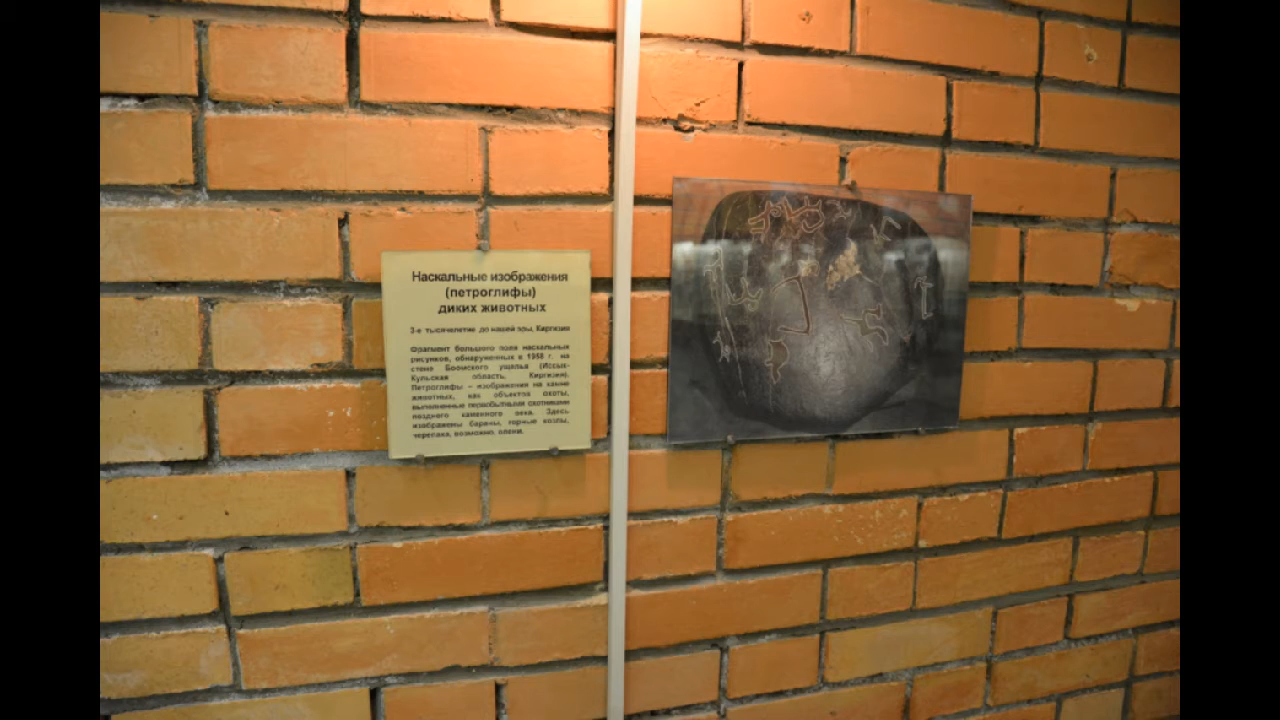 Наскальные изображения
(петроглифы)
диких животных
3-е тысячелетие до нашей эры, Киргизия
Фрагмент большого поля наскальных
рисунков, обнаруженных в 1958 г. на
стене Боомского ущелья (Иссык-
Кульская область, Киргизия).
Петроглифы – изображения на камне
животных, как объектов охоты,
выполненные первобытными охотниками
позднего каменного века. Здесь
изображены бараны, горные козлы,
черепаха, возможно, олени.